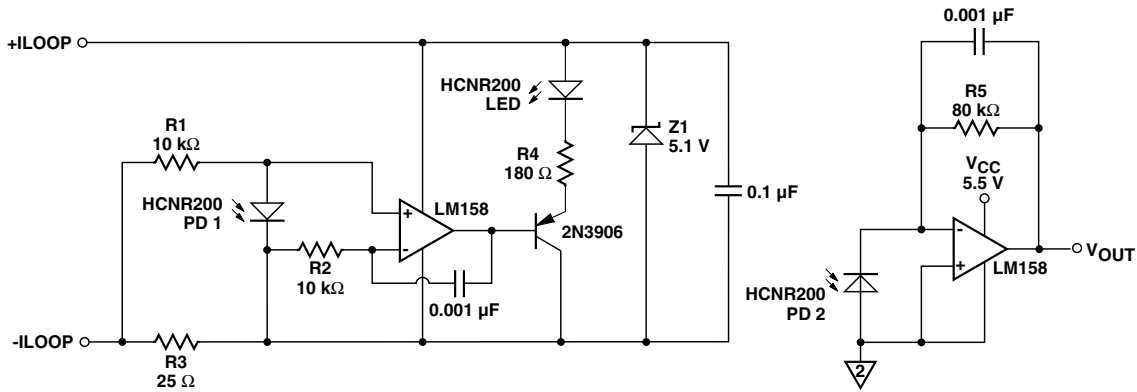 +ILOOP
R1
10 kΩ
HCNR200
PD 1
-ILOOP
R3
25 Ω
R2
10 kΩ
+
-
LM158
0.001 µF
HCNR200
LED
R4
180 Ω
2N3906
Z1
5.1 V
0.1 µF
0.001 µF
R5
80 kΩ
VCC
5.5 V
-
+
LM158
VOUT
HCNR200
PD 2
2